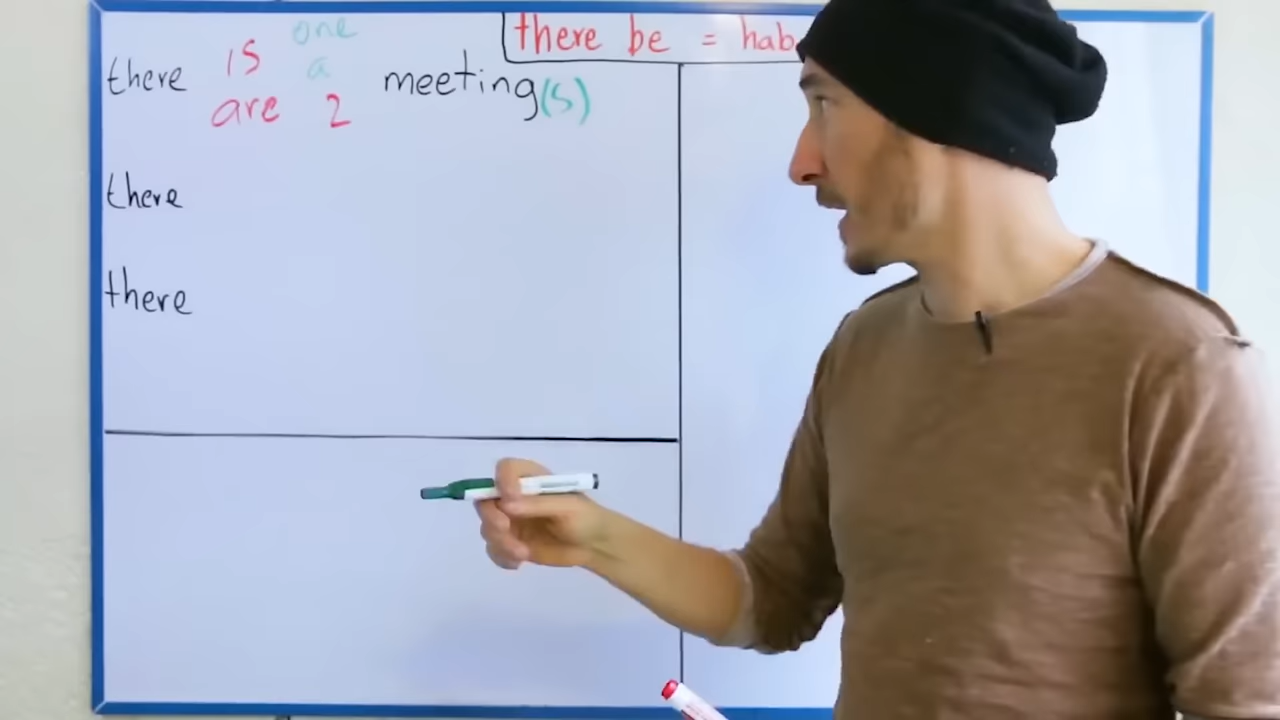 there be = hab
one
there is a meeting(s)
are 2
there
there